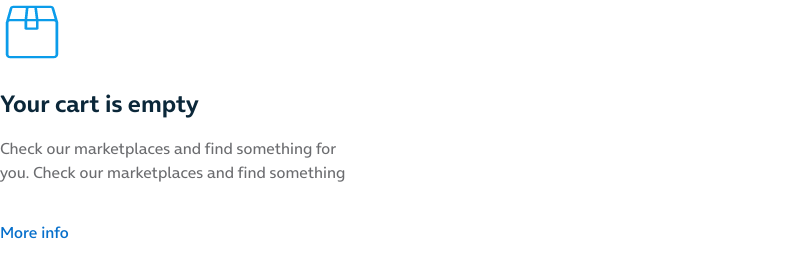 Your cart is empty
Check our marketplaces and find something for
you. Check our marketplaces and find something
More info